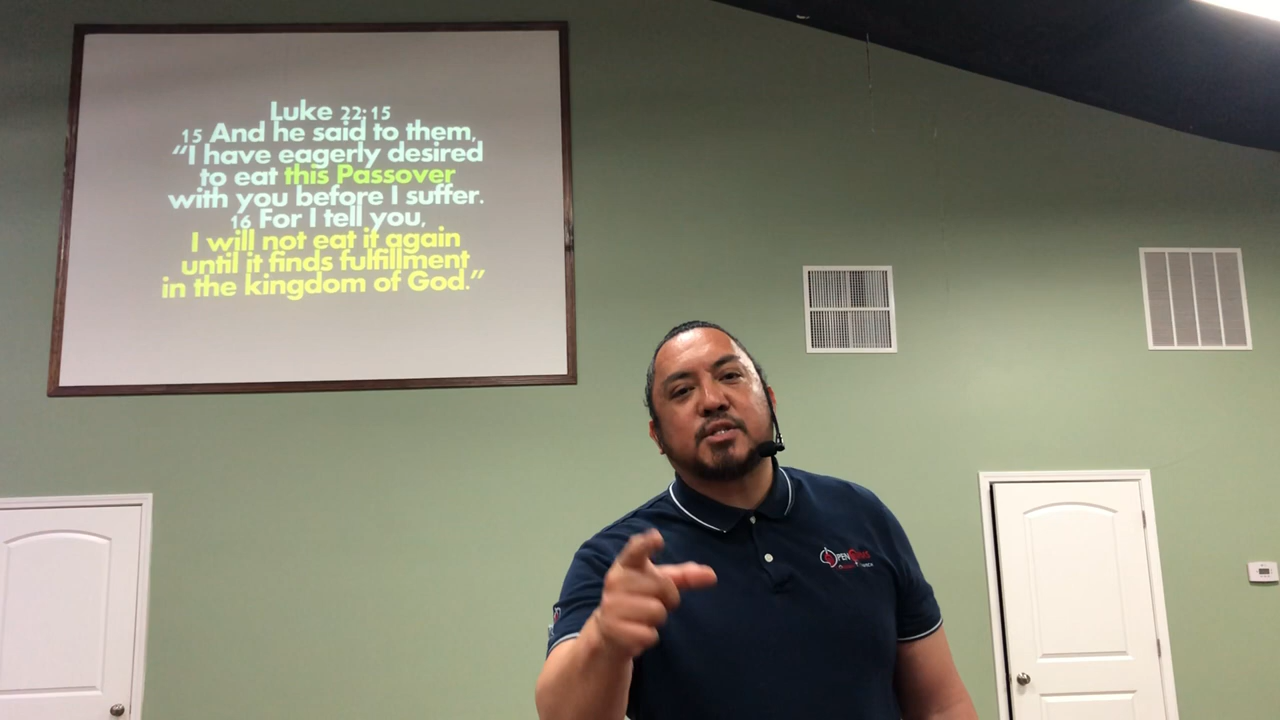 Luke 22:15
15 And he said to them,
“I have eagerly desired
to eat this Passover
with you before I suffer.
16 For I tell you,
I will not eat it again
until it finds fulfillment
in the kingdom of God.”